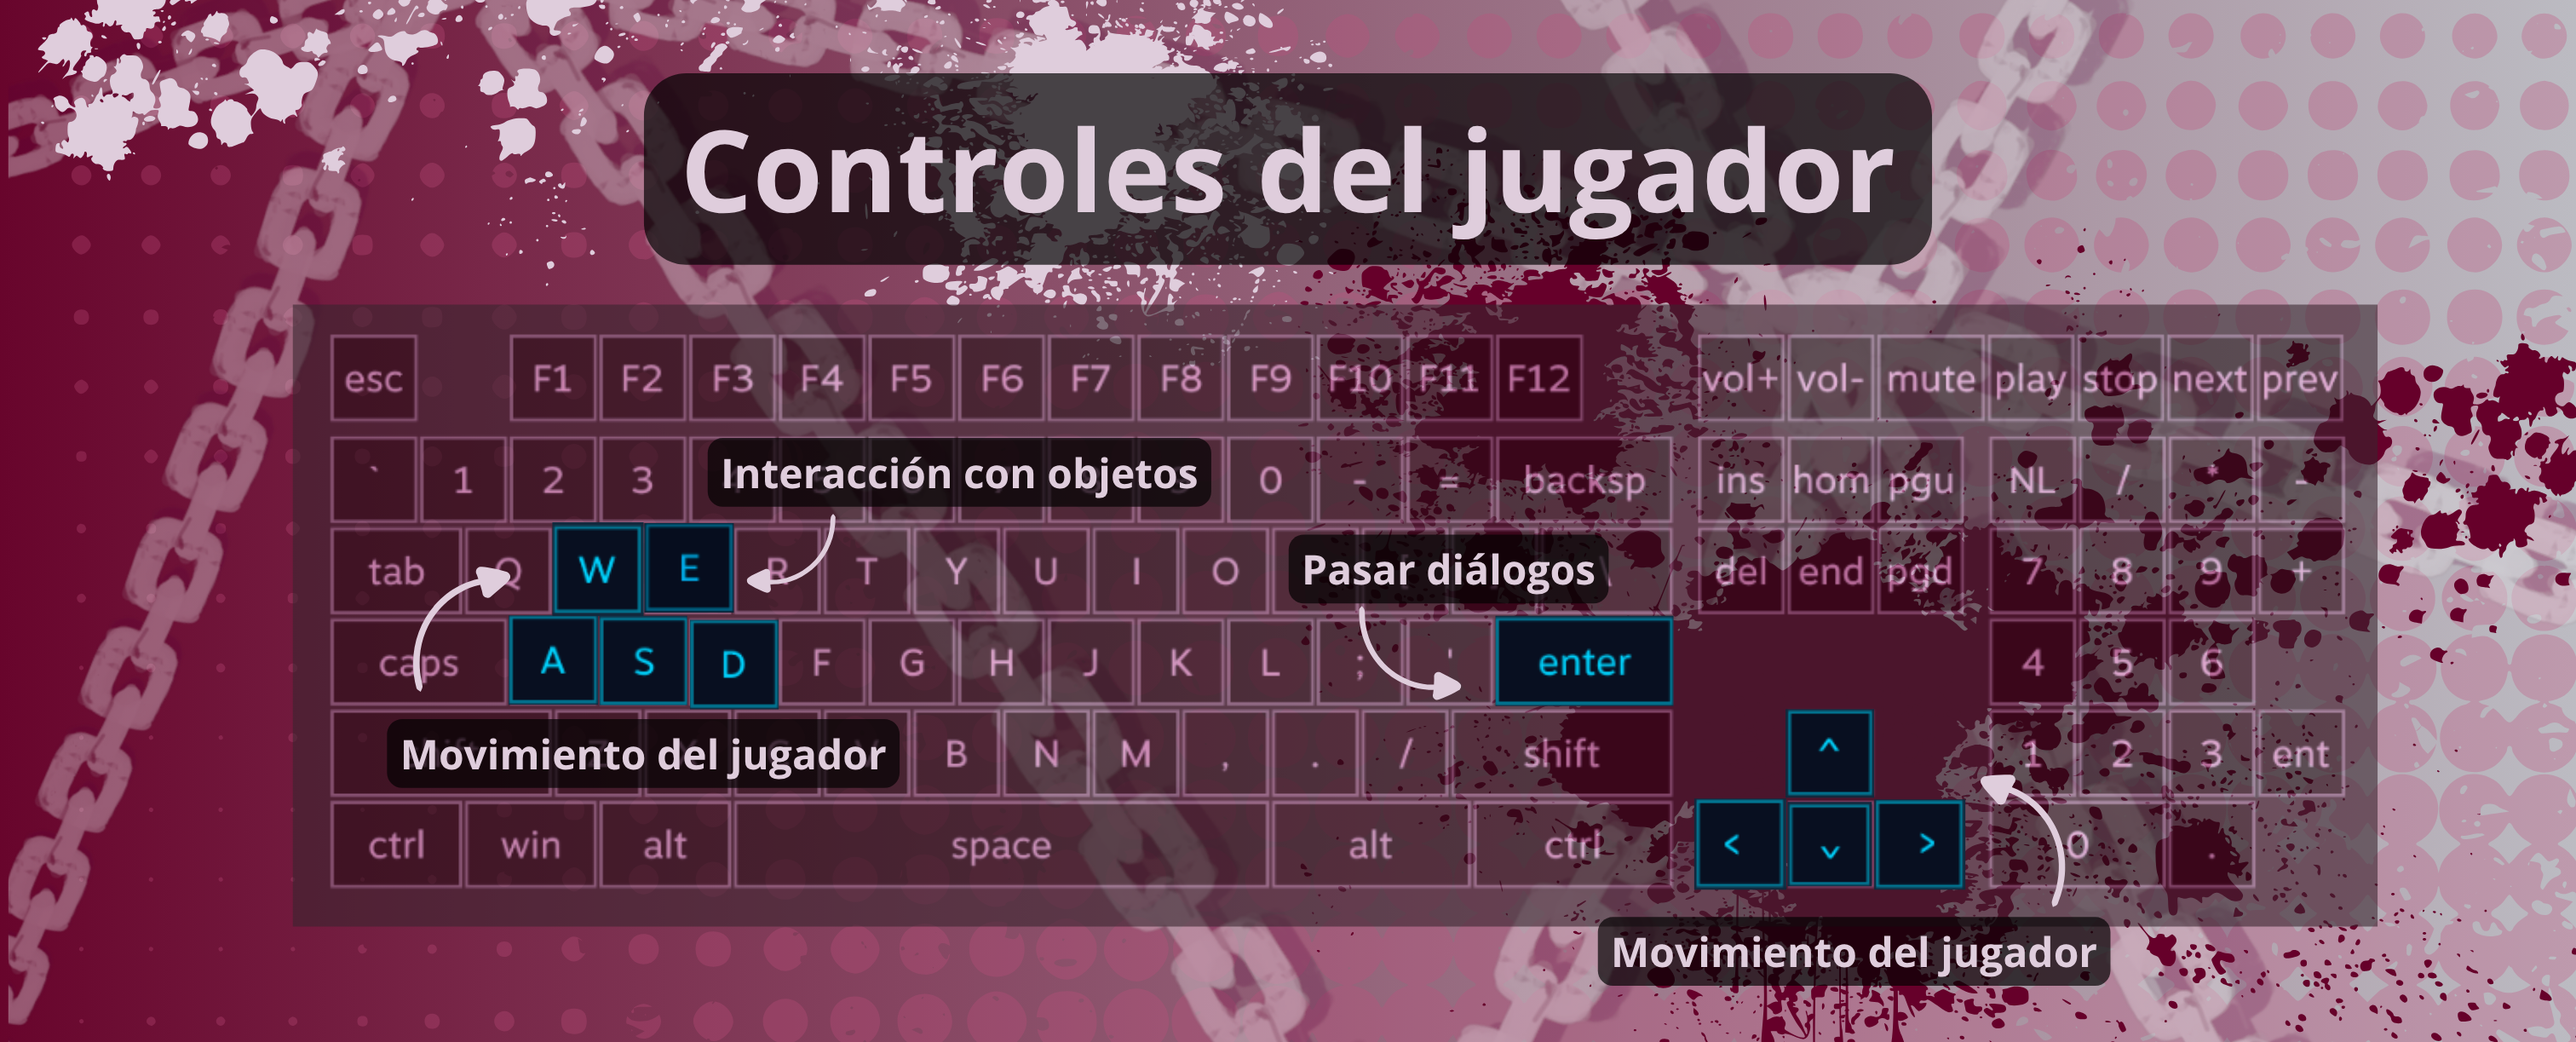 Controles del jugador
esc F1 F2 F3 F4 F5 F6 F7 F8 F9 F10 F11 F12 vol+ vol- mute play stop next prev
Interacción con objetos
` 1 2 3 0 - = backsp ins hom pgu NL / * -
tab Q W E R T Y U I O \ del end pgd 7 8 9 +
Pasar diálogos
caps A S D F G H J K L ; ' enter 4 5 6
Movimiento del jugador
B N M , . / shift ^ 1 2 3 ent
ctrl win alt space alt ctrl < v > 0 .
Movimiento del jugador